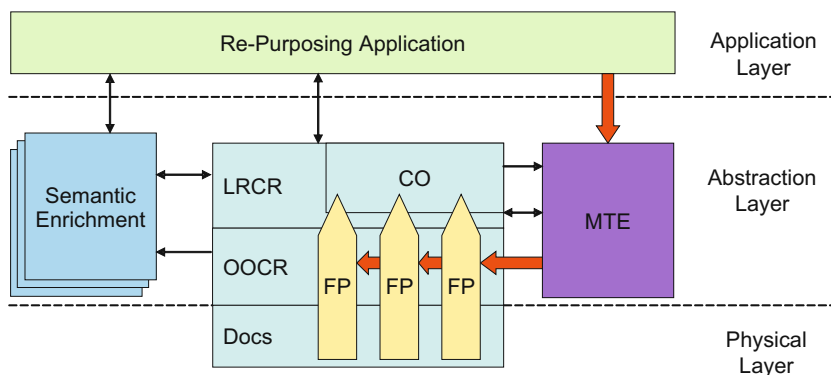 Re-Purposing Application
Application
Layer
Semantic
Enrichment
LRCR
CO
MTE
Abstraction
Layer
OOCR
FP
FP
FP
Docs
Physical
Layer